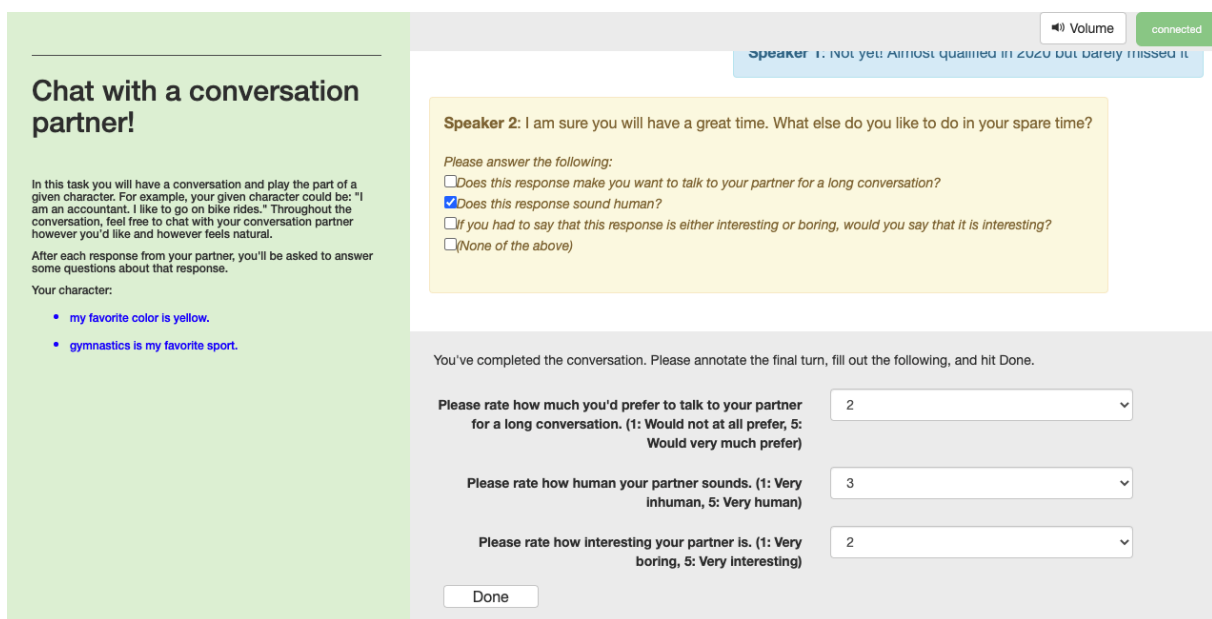 Volume
connected
Speaker 1: Not yet! Almost qualified in 2020 but barely missed it
Chat with a conversation
partner!
In this task you will have a conversation and play the part of a
given character. For example, your given character could be: "I
am an accountant. I like to go on bike rides." Throughout the
conversation, feel free to chat with your conversation partner
however you'd like and however feels natural.
After each response from your partner, you'll be asked to answer
some questions about that response.
Your character:
• my favorite color is yellow.
• gymnastics is my favorite sport.
Speaker 2: I am sure you will have a great time. What else do you like to do in your spare time?
Please answer the following:
Does this response make you want to talk to your partner for a long conversation?
Does this response sound human?
If you had to say that this response is either interesting or boring, would you say that it is interesting?
(None of the above)
You've completed the conversation. Please annotate the final turn, fill out the following, and hit Done.
Please rate how much you'd prefer to talk to your partner
for a long conversation. (1: Would not at all prefer, 5:
Would very much prefer)
2
Please rate how human your partner sounds. (1: Very
inhuman, 5: Very human)
3
Please rate how interesting your partner is. (1: Very
boring, 5: Very interesting)
2
Done